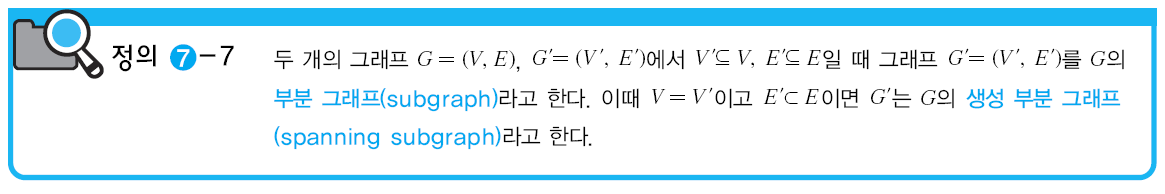 정의 7-7 두 개의 그래프 G = (V, E), G′= (V′, E′)에서 V′⊆ V, E′⊆ E일 때 그래프 G′= (V′, E′)를 G의
부분 그래프(subgraph)라고 한다. 이때 V = V′이고 E′⊂ E이면 G′는 G의 생성 부분 그래프
(spanning subgraph)라고 한다.